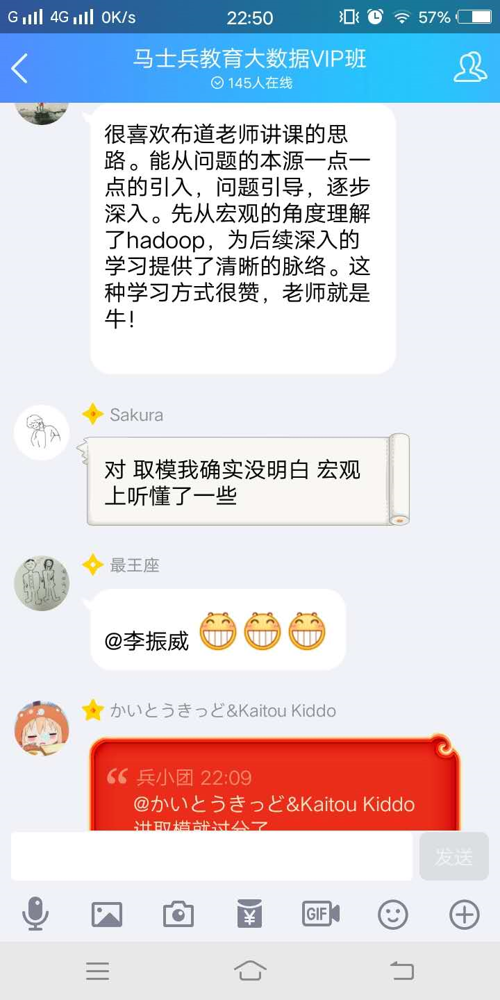 G 4G 0K/s 22:50 57%
马士兵教育大数据VIP班
145人在线
很喜欢布道老师讲课的思
路。能从问题的本源一点一
点的引入，问题引导，逐步
深入。先从宏观的角度理解
了hadoop，为后续深入的
学习提供了清晰的脉络。这
种学习方式很赞，老师就是
牛！
Sakura
对 取模我确实没明白 宏观
上听懂了一些
最王座
@李振威
かいとうきっど&Kaitou Kiddo
兵小团 22:09
@かいとうきっど&Kaitou Kiddo
讲取模就过分了
发送
GIF